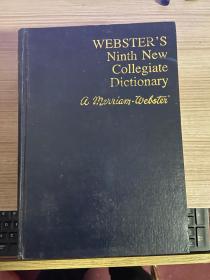 WEBSTER'S
Ninth New
Collegiate
Dictionary
A Merriam-Webster®